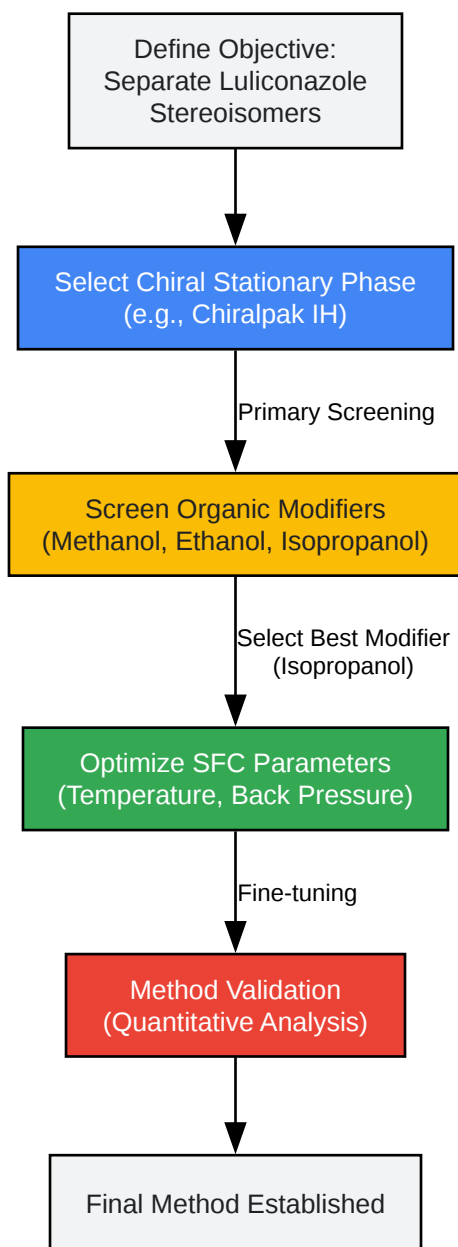 Define Objective:
Separate Luliconazole
Stereoisomers
Select Chiral Stationary Phase
(e.g., Chiralpak IH)
Primary Screening
Screen Organic Modifiers
(Methanol, Ethanol, Isopropanol)
Select Best Modifier
(Isopropanol)
Optimize SFC Parameters
(Temperature, Back Pressure)
Fine-tuning
Method Validation
(Quantitative Analysis)
Final Method Established